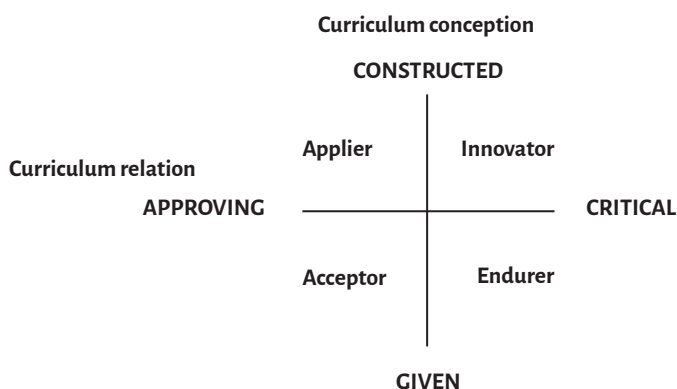 Curriculum conception
CONSTRUCTED
Applier Innovator
Curriculum relation
APPROVING CRITICAL
Acceptor Endurer
GIVEN